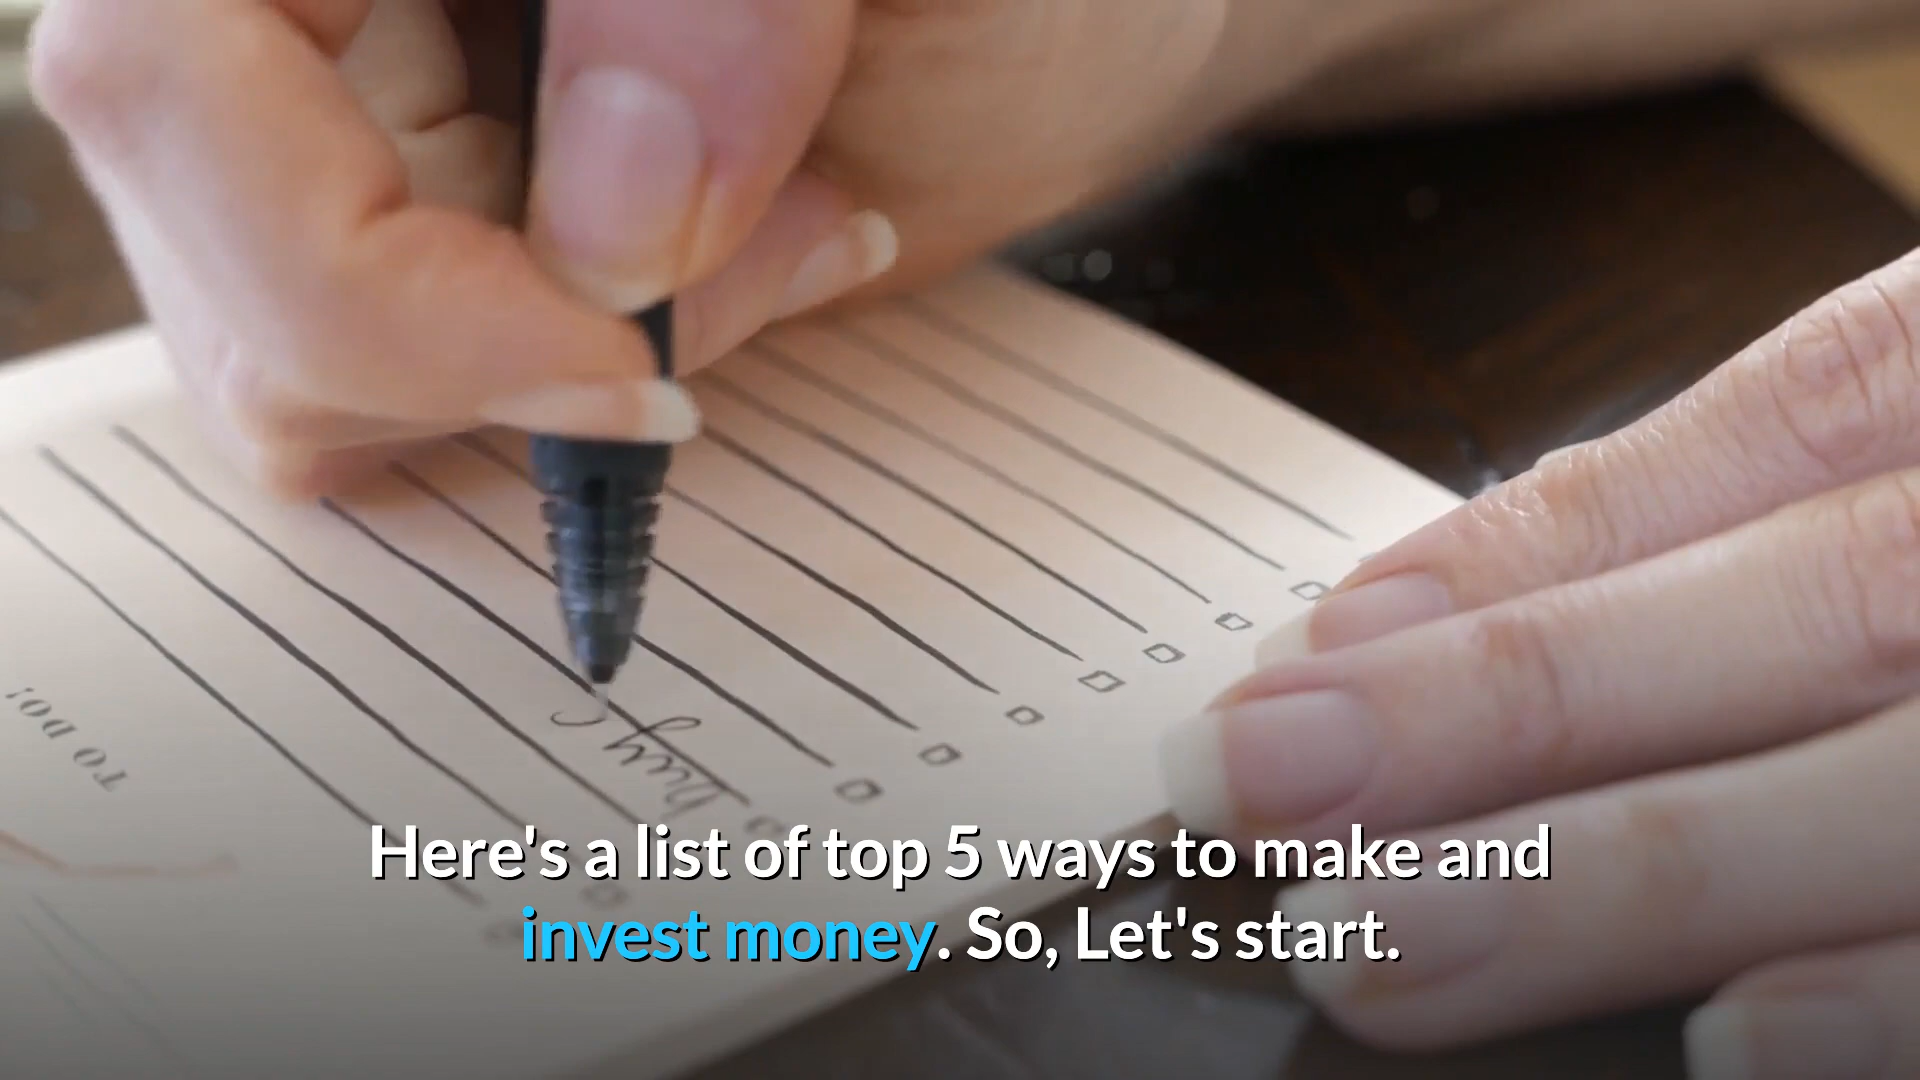 TO DO!
Buy
Here's a list of top 5 ways to make and
invest money. So, Let's start.